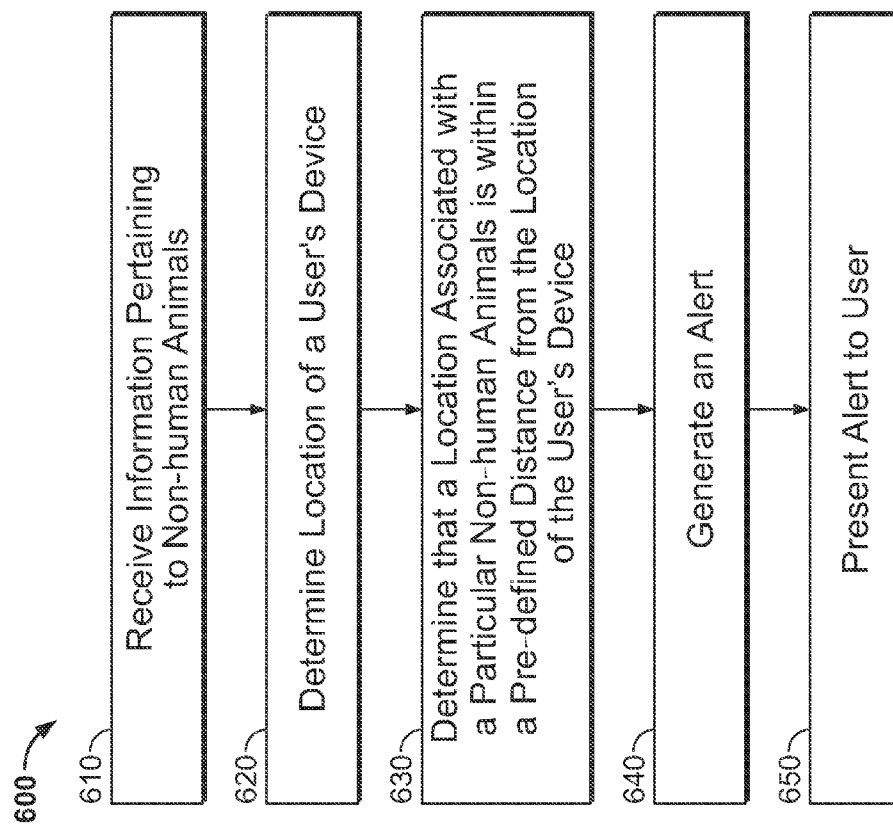 600
610
Receive Information Pertaining
to Non-human Animals
620
Determine Location of a User's Device
630
Determine that a Location Associated with
a Particular Non-human Animals is within
a Pre-defined Distance from the Location
of the User's Device
640
Generate an Alert
650
Present Alert to User